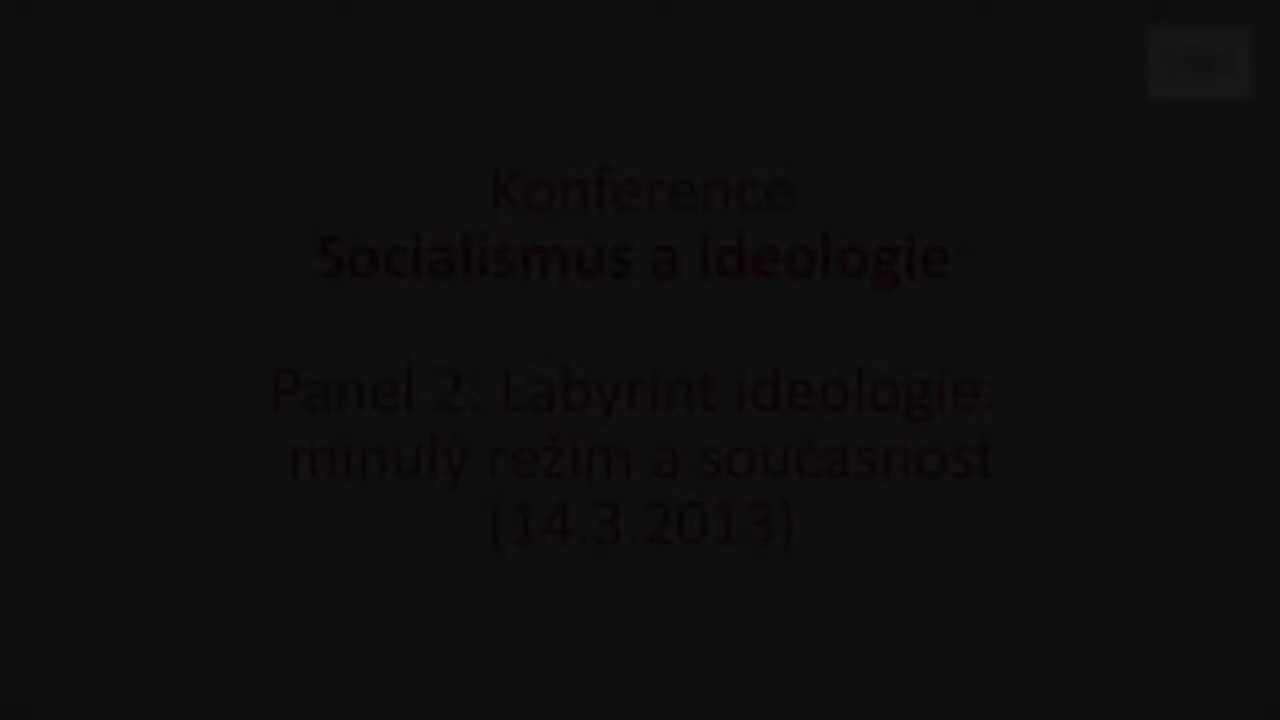 Konference
Socialismus a ideologie
Panel 2: Labyrint ideologie:
minulý režim a současnost
(14.3.2013)